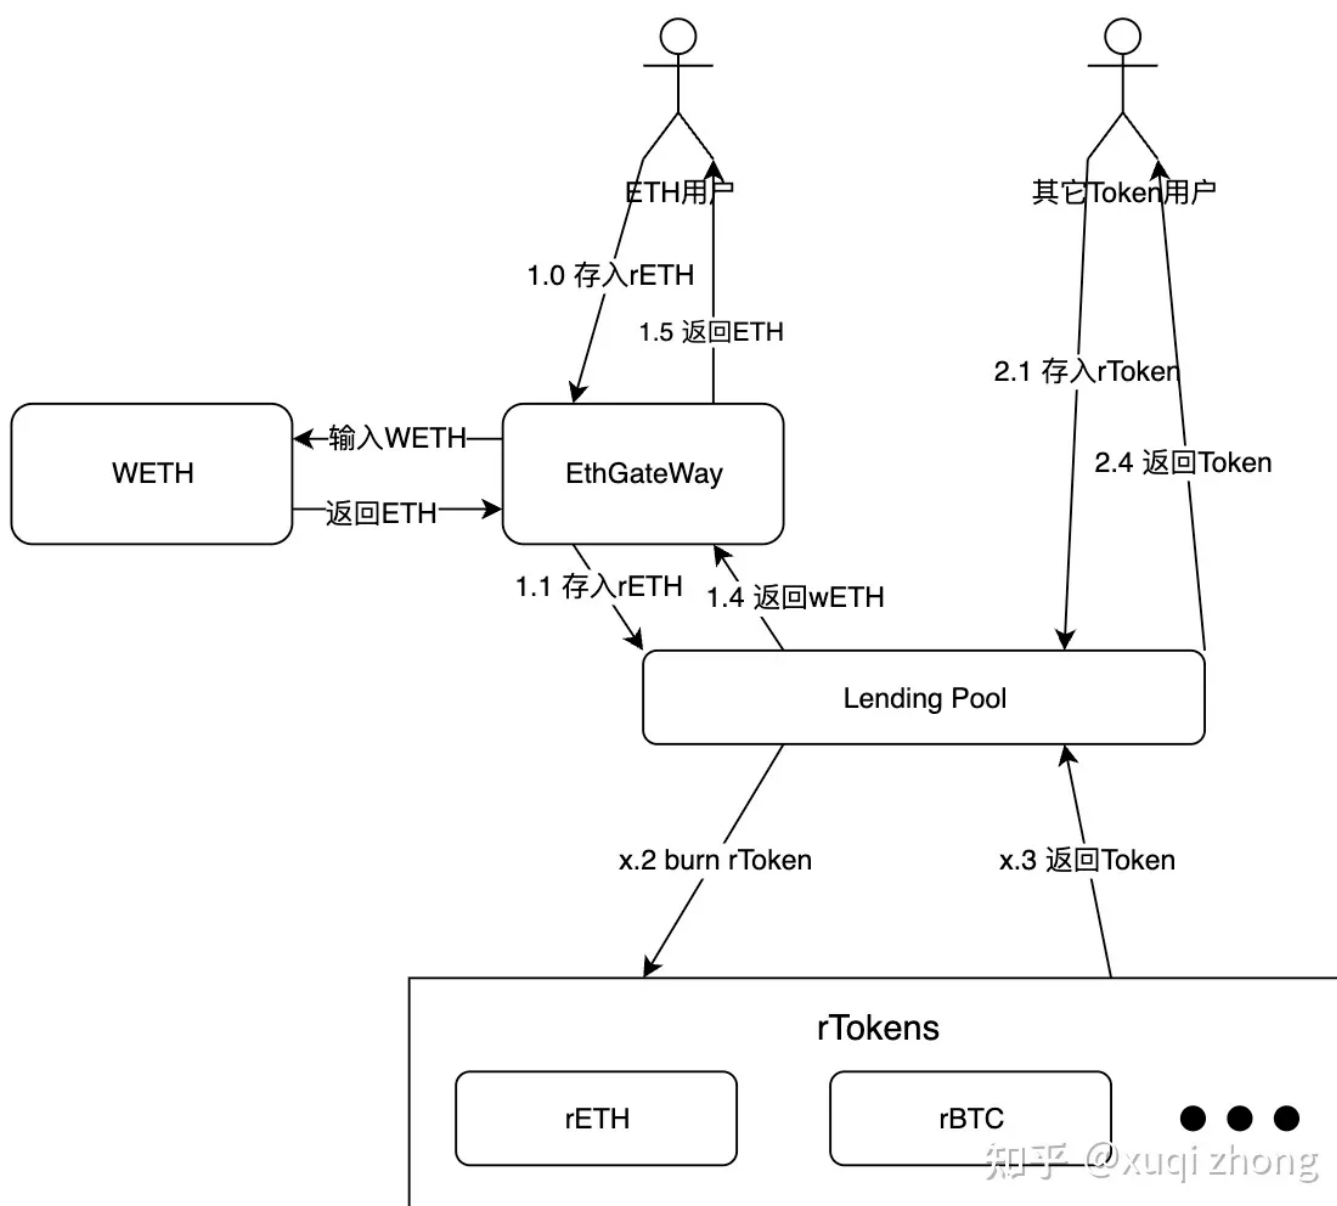 ETH用户
其它Token用户
1.0 存入rETH
1.5 返回ETH
2.1 存入rToken
输入WETH
WETH
EthGateWay
2.4 返回Token
返回ETH
1.1 存入rETH
1.4 返回wETH
Lending Pool
x.2 burn rToken
x.3 返回Token
rTokens
rETH
rBTC
知乎 @xuqi zhong